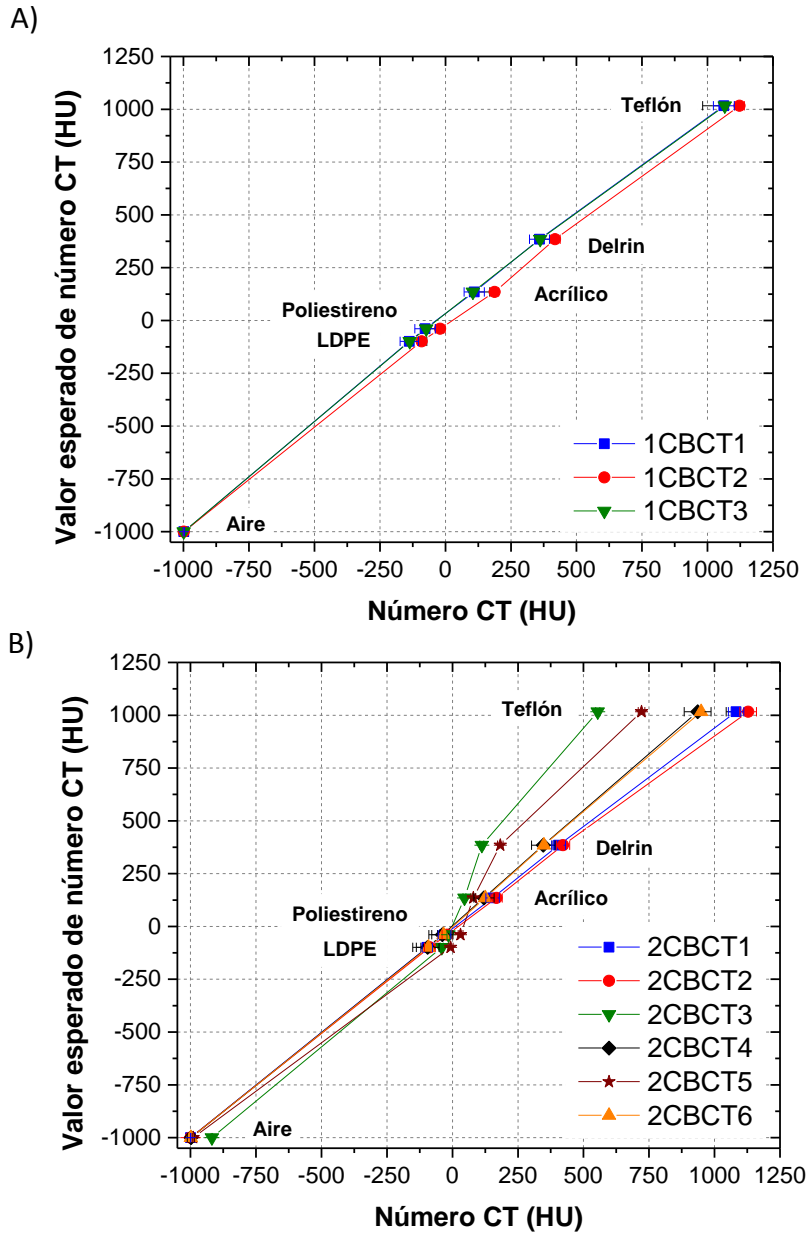 A)
Valor esperado de número CT (HU)
1250
1000
750
500
250
0
-250
-500
-750
-1000
Teflón
Delrin
Acrílico
Poliestireno
LDPE
Aire
1CBCT1
1CBCT2
1CBCT3
-1000 -750 -500 -250 0 250 500 750 1000 1250
Número CT (HU)
B)
Valor esperado de número CT (HU)
1250
1000
750
500
250
0
-250
-500
-750
-1000
Teflón
Delrin
Acrílico
Poliestireno
LDPE
Aire
2CBCT1
2CBCT2
2CBCT3
2CBCT4
2CBCT5
2CBCT6
-1000 -750 -500 -250 0 250 500 750 1000 1250
Número CT (HU)